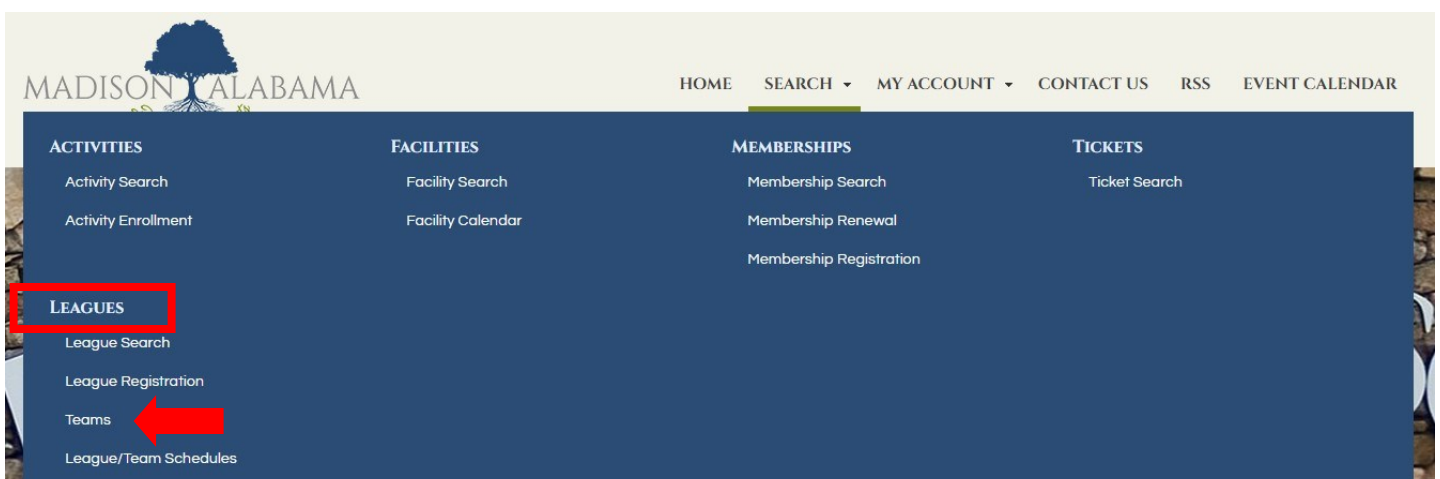 MADISON ALABAMA
HOME SEARCH MY ACCOUNT CONTACT US RSS EVENT CALENDAR
ACTIVITIES
Activity Search
Activity Enrollment
FACILITIES
Facility Search
Facility Calendar
MEMBERSHIPS
Membership Search
Membership Renewal
Membership Registration
TICKETS
Ticket Search
LEAGUES
League Search
League Registration
Teams
League/Team Schedules